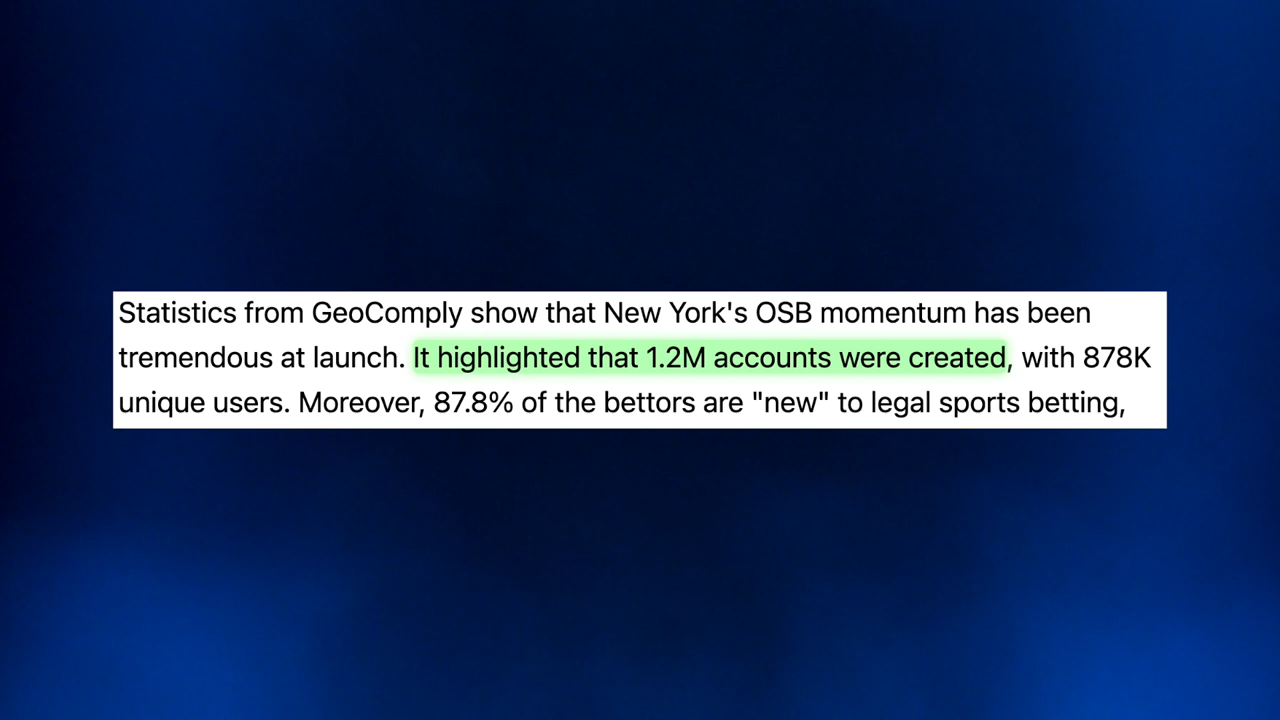 Statistics from GeoComply show that New York's OSB momentum has been
tremendous at launch. It highlighted that 1.2M accounts were created, with 878K
unique users. Moreover, 87.8% of the bettors are "new" to legal sports betting,